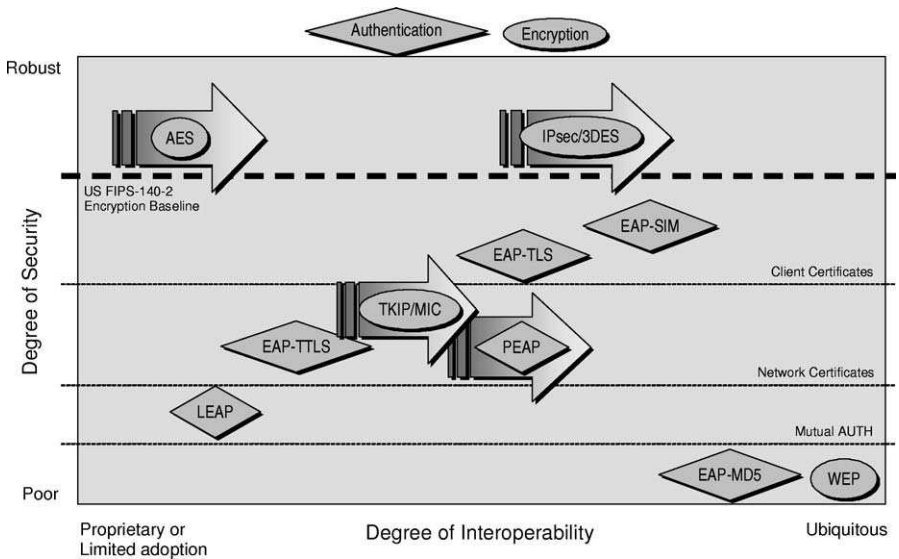 Authentication
Encryption
Robust
AES
IPsec/3DES
US FIPS-140-2
Encryption Baseline
EAP-SIM
EAP-TLS
Client Certificates
Degree of Security
TKIP/MIC
EAP-TTLS
PEAP
Network Certificates
LEAP
Mutual AUTH
EAP-MD5
WEP
Poor
Proprietary or
Limited adoption
Degree of Interoperability
Ubiquitous